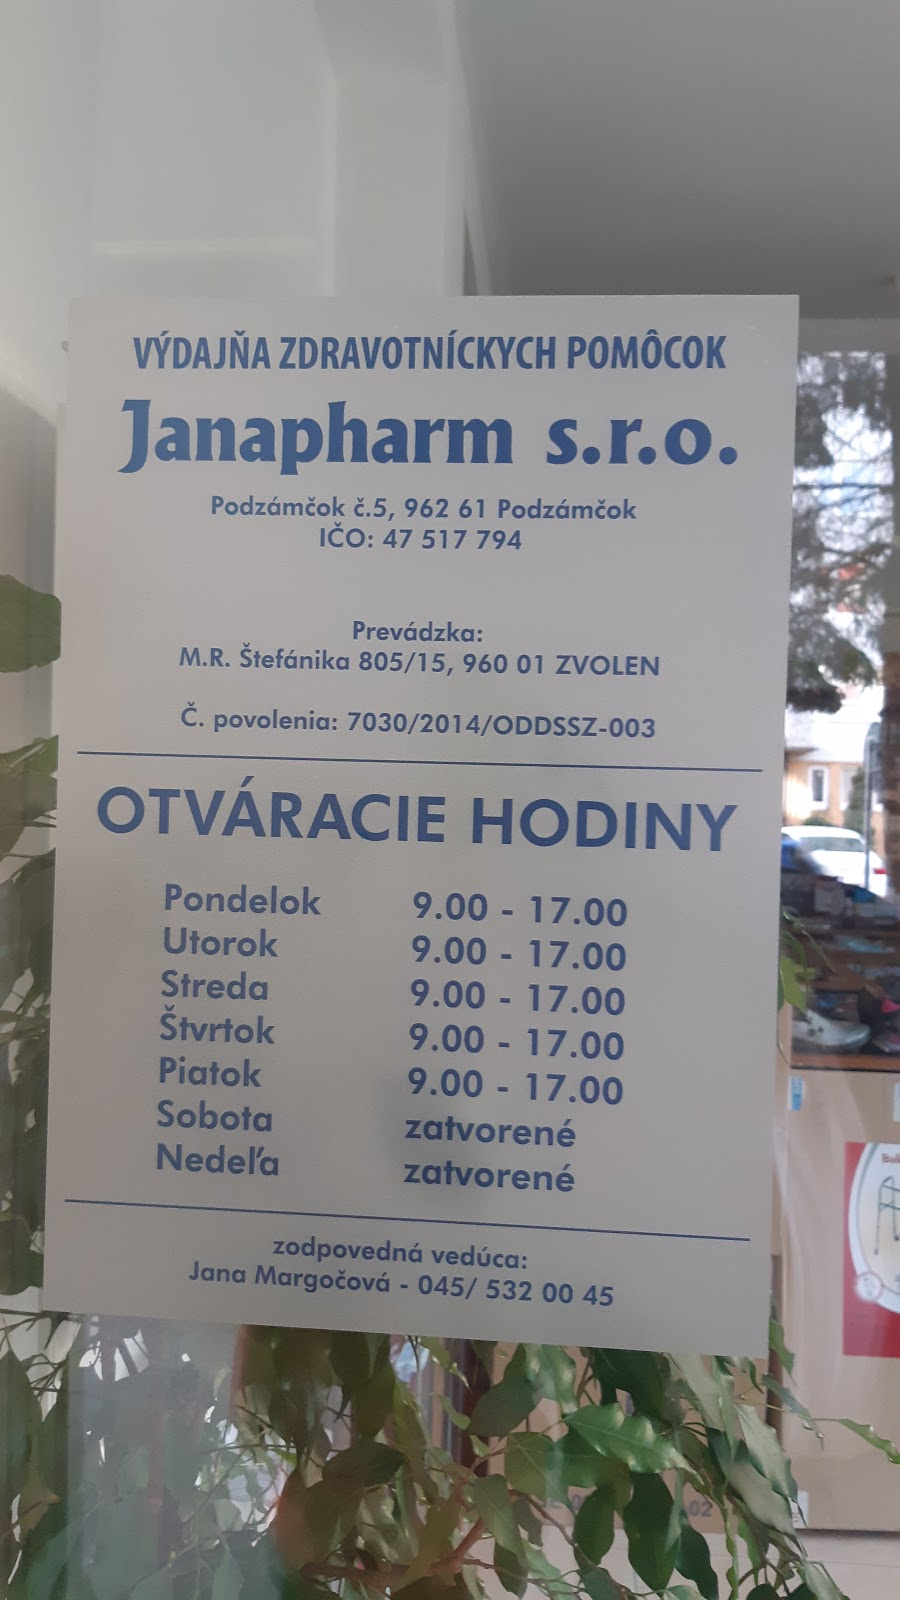 VÝDAJŇA ZDRAVOTNÍCKYCH POMÔCOK
Janapharm s.r.o.
Podzámčok č.5, 962 61 Podzámčok
IČO: 47 517 794
Prevádzka:
M.R. Štefánika 805/15, 960 01 ZVOLEN
Č. povolenia: 7030/2014/ODDSSZ-003
OTVÁRACIE HODINY
Pondelok 9.00 - 17.00
Utorok 9.00 - 17.00
Streda 9.00 - 17.00
Štvrtok 9.00 - 17.00
Piatok 9.00 - 17.00
Sobota zatvorené
Nedeľa zatvorené
zodpovedná vedúca:
Jana Margočová - 045/ 532 00 45